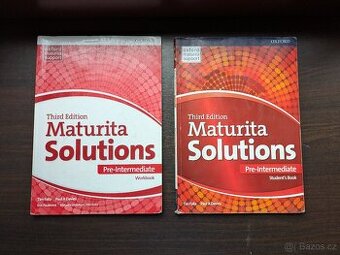 Third Edition
Maturita
Solutions
Pre-Intermediate
Workbook
Tim Falla Paul A Davies
OXFORD
Third Edition
Maturita
Solutions
Pre-Intermediate
Student's Book
Tim Falla Paul A Davies
Bazoš.cz